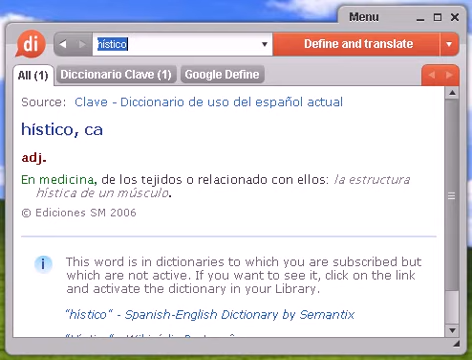 Menu
di
hístico
Define and translate
All (1)
Diccionario Clave (1)
Google Define
Source: Clave - Diccionario de uso del español actual
hístico, ca
adj.
En medicina, de los tejidos o relacionado con ellos: la estructura
hística de un músculo.
© Ediciones SM 2006
i
This word is in dictionaries to which you are subscribed but
which are not active. If you want to see it, click on the link
and activate the dictionary in your Library.
"hístico" - Spanish-English Dictionary by Semantix